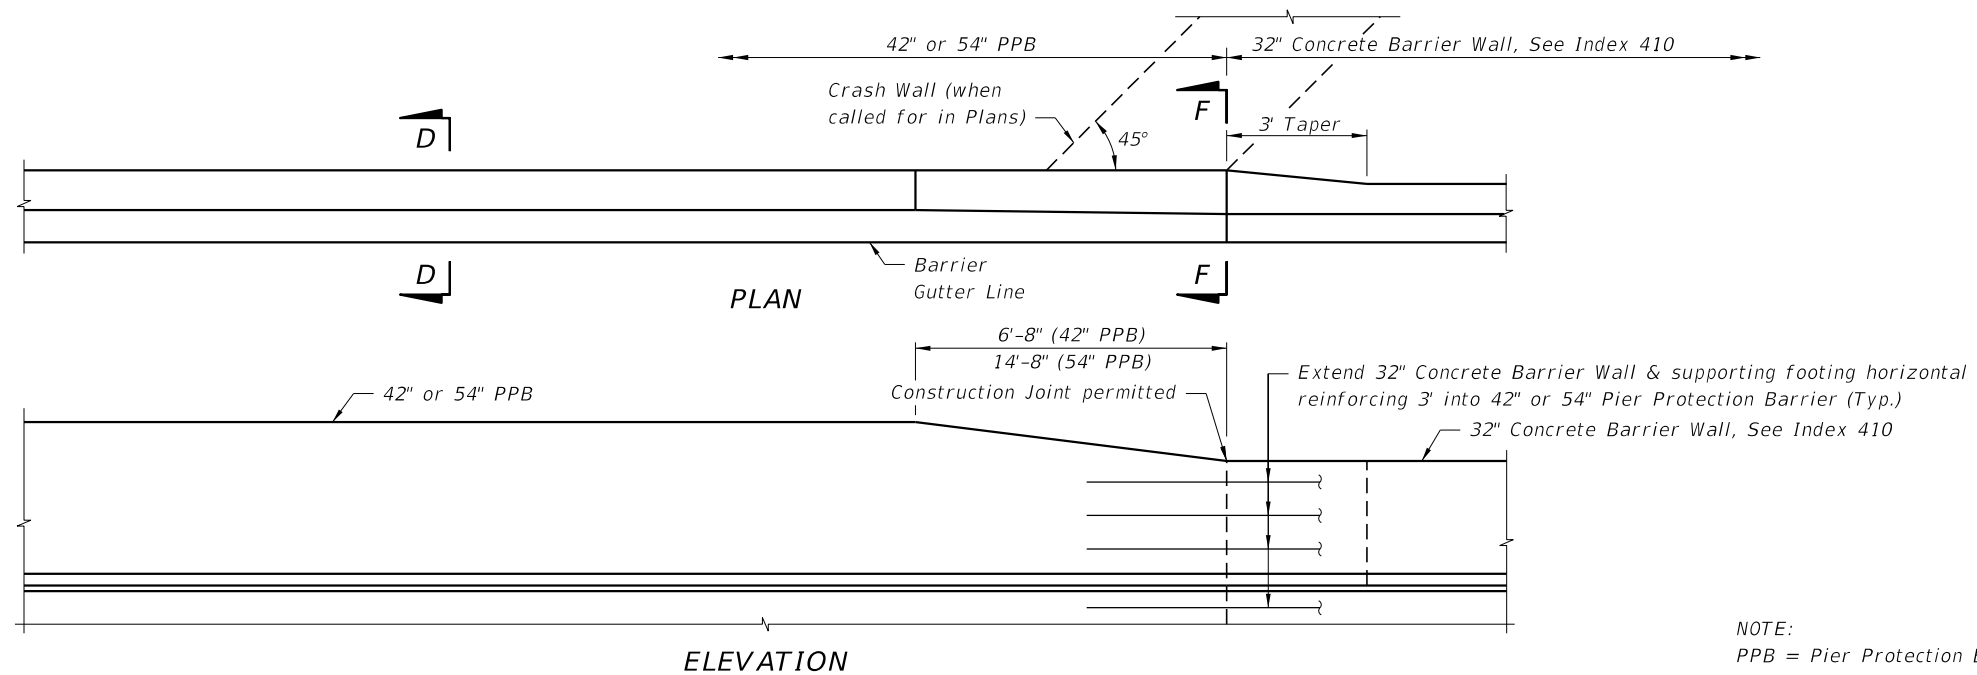 42" or 54" PPB
32" Concrete Barrier Wall, See Index 410
Crash Wall (when
called for in Plans)
D
F
3' Taper
45°
D
F
Barrier
Gutter Line
PLAN
6'-8" (42" PPB)
14'-8" (54" PPB)
42" or 54" PPB
Construction Joint permitted
Extend 32" Concrete Barrier Wall & supporting footing horizontal
reinforcing 3' into 42" or 54" Pier Protection Barrier (Typ.)
32" Concrete Barrier Wall, See Index 410
ELEVATION
NOTE:
PPB = Pier Protection